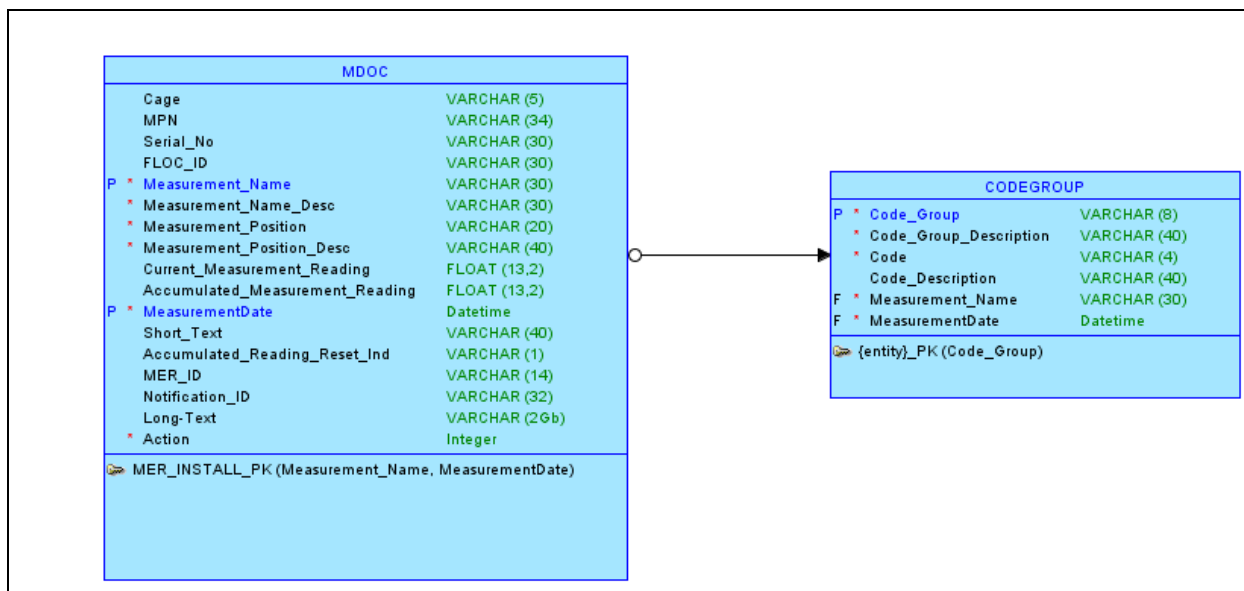 MDOC
Cage VARCHAR (5)
MPN VARCHAR (34)
Serial_No VARCHAR (30)
FLOC_ID VARCHAR (30)
P * Measurement_Name VARCHAR (30)
* Measurement_Name_Desc VARCHAR (30)
* Measurement_Position VARCHAR (20)
* Measurement_Position_Desc VARCHAR (40)
Current_Measurement_Reading FLOAT (13,2)
Accumulated_Measurement_Reading FLOAT (13,2)
P * MeasurementDate Datetime
Short_Text VARCHAR (40)
Accumulated_Reading_Reset_Ind VARCHAR (1)
MER_ID VARCHAR (14)
Notification_ID VARCHAR (32)
Long-Text VARCHAR (2Gb)
* Action Integer
MER_INSTALL_PK (Measurement_Name, MeasurementDate)
CODEGROUP
P * Code_Group VARCHAR (8)
* Code_Group_Description VARCHAR (40)
* Code VARCHAR (4)
Code_Description VARCHAR (40)
F * Measurement_Name VARCHAR (30)
F * MeasurementDate Datetime
{entity}_PK (Code_Group)